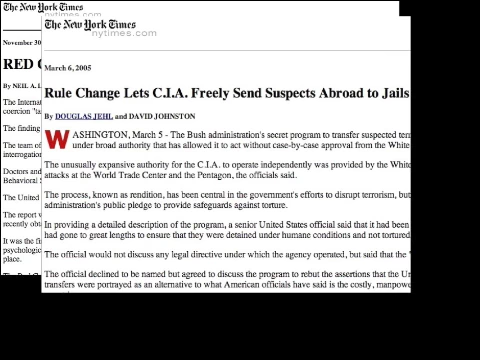 The New York Times
nytimes.com
November 30
RED
By NEIL A. L
The Internat
coercion "ta
The finding
The team of
interrogation
Doctors and
Behavioral S
The United
The report v
recently obta
It was the fi
psychologic
place.
The New York Times
nytimes.com
March 6, 2005
Rule Change Lets C.I.A. Freely Send Suspects Abroad to Jails
By DOUGLAS JEHL and DAVID JOHNSTON
WASHINGTON, March 5 - The Bush administration's secret program to transfer suspected ter
under broad authority that has allowed it to act without case-by-case approval from the White
The unusually expansive authority for the C.I.A. to operate independently was provided by the White
attacks at the World Trade Center and the Pentagon, the officials said.
The process, known as rendition, has been central in the government's efforts to disrupt terrorism, but
administration's public pledge to provide safeguards against torture.
In providing a detailed description of the program, a senior United States official said that it had been
had gone to great lengths to ensure that they were detained under humane conditions and not tortured
The official would not discuss any legal directive under which the agency operated, but said that the
The official declined to be named but agreed to discuss the program to rebut the assertions that the Un
transfers were portrayed as an alternative to what American officials have said is the costly, manpowe